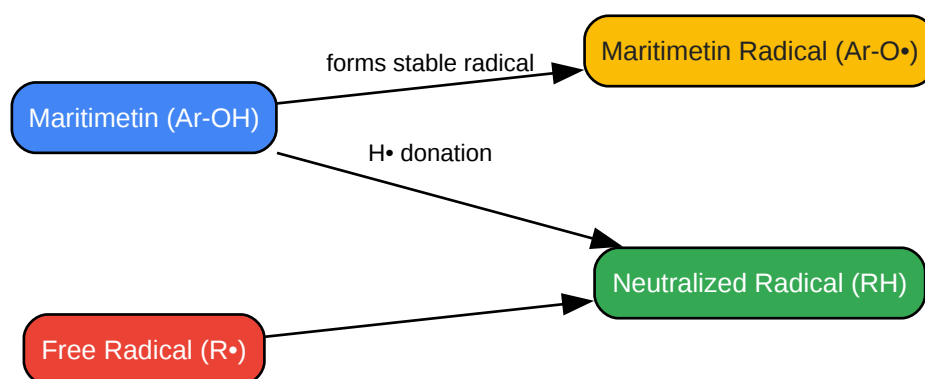 forms stable radical
Maritimetin Radical (Ar-O•)
Maritimetin (Ar-OH)
H• donation
Neutralized Radical (RH)
Free Radical (R•)